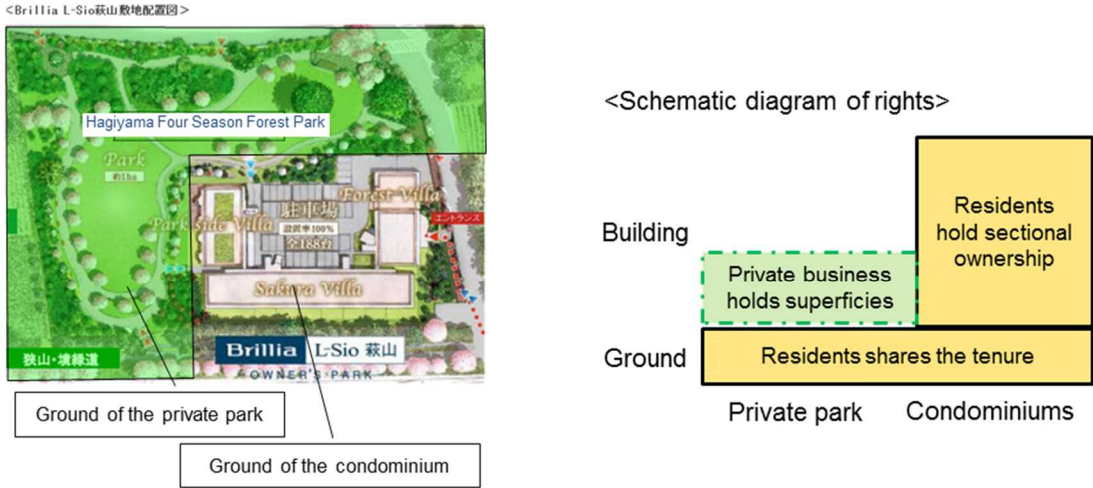 <Brillia L-Sio萩山敷地配置図>
Hagiyama Four Season Forest Park
Park
約1ha
Park side Villa
Forest Villa
駐車場
設置率100%
全188台
エントランス
Sakura Villa
Brillia L-Sio 萩山
OWNER'S PARK
狭山・境緑道
Ground of the private park
Ground of the condominium
<Schematic diagram of rights>
Building
Private business
holds superficies
Residents
hold sectional
ownership
Ground
Residents shares the tenure
Private park
Condominiums